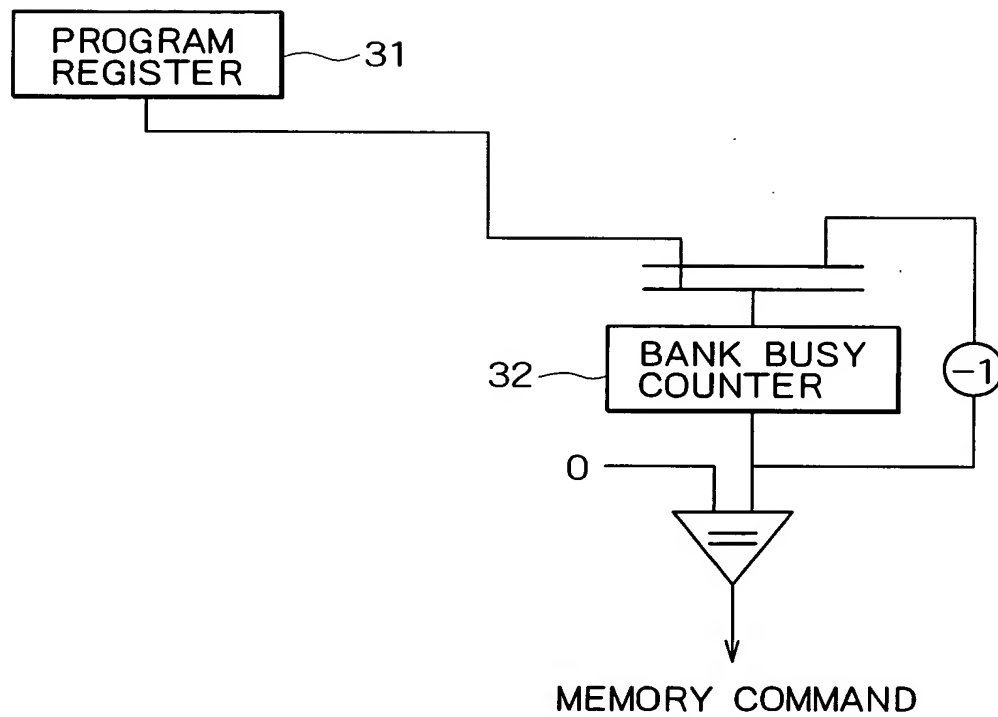 PROGRAM
REGISTER
31
BANK BUSY
COUNTER
32
-1
0
=
MEMORY COMMAND